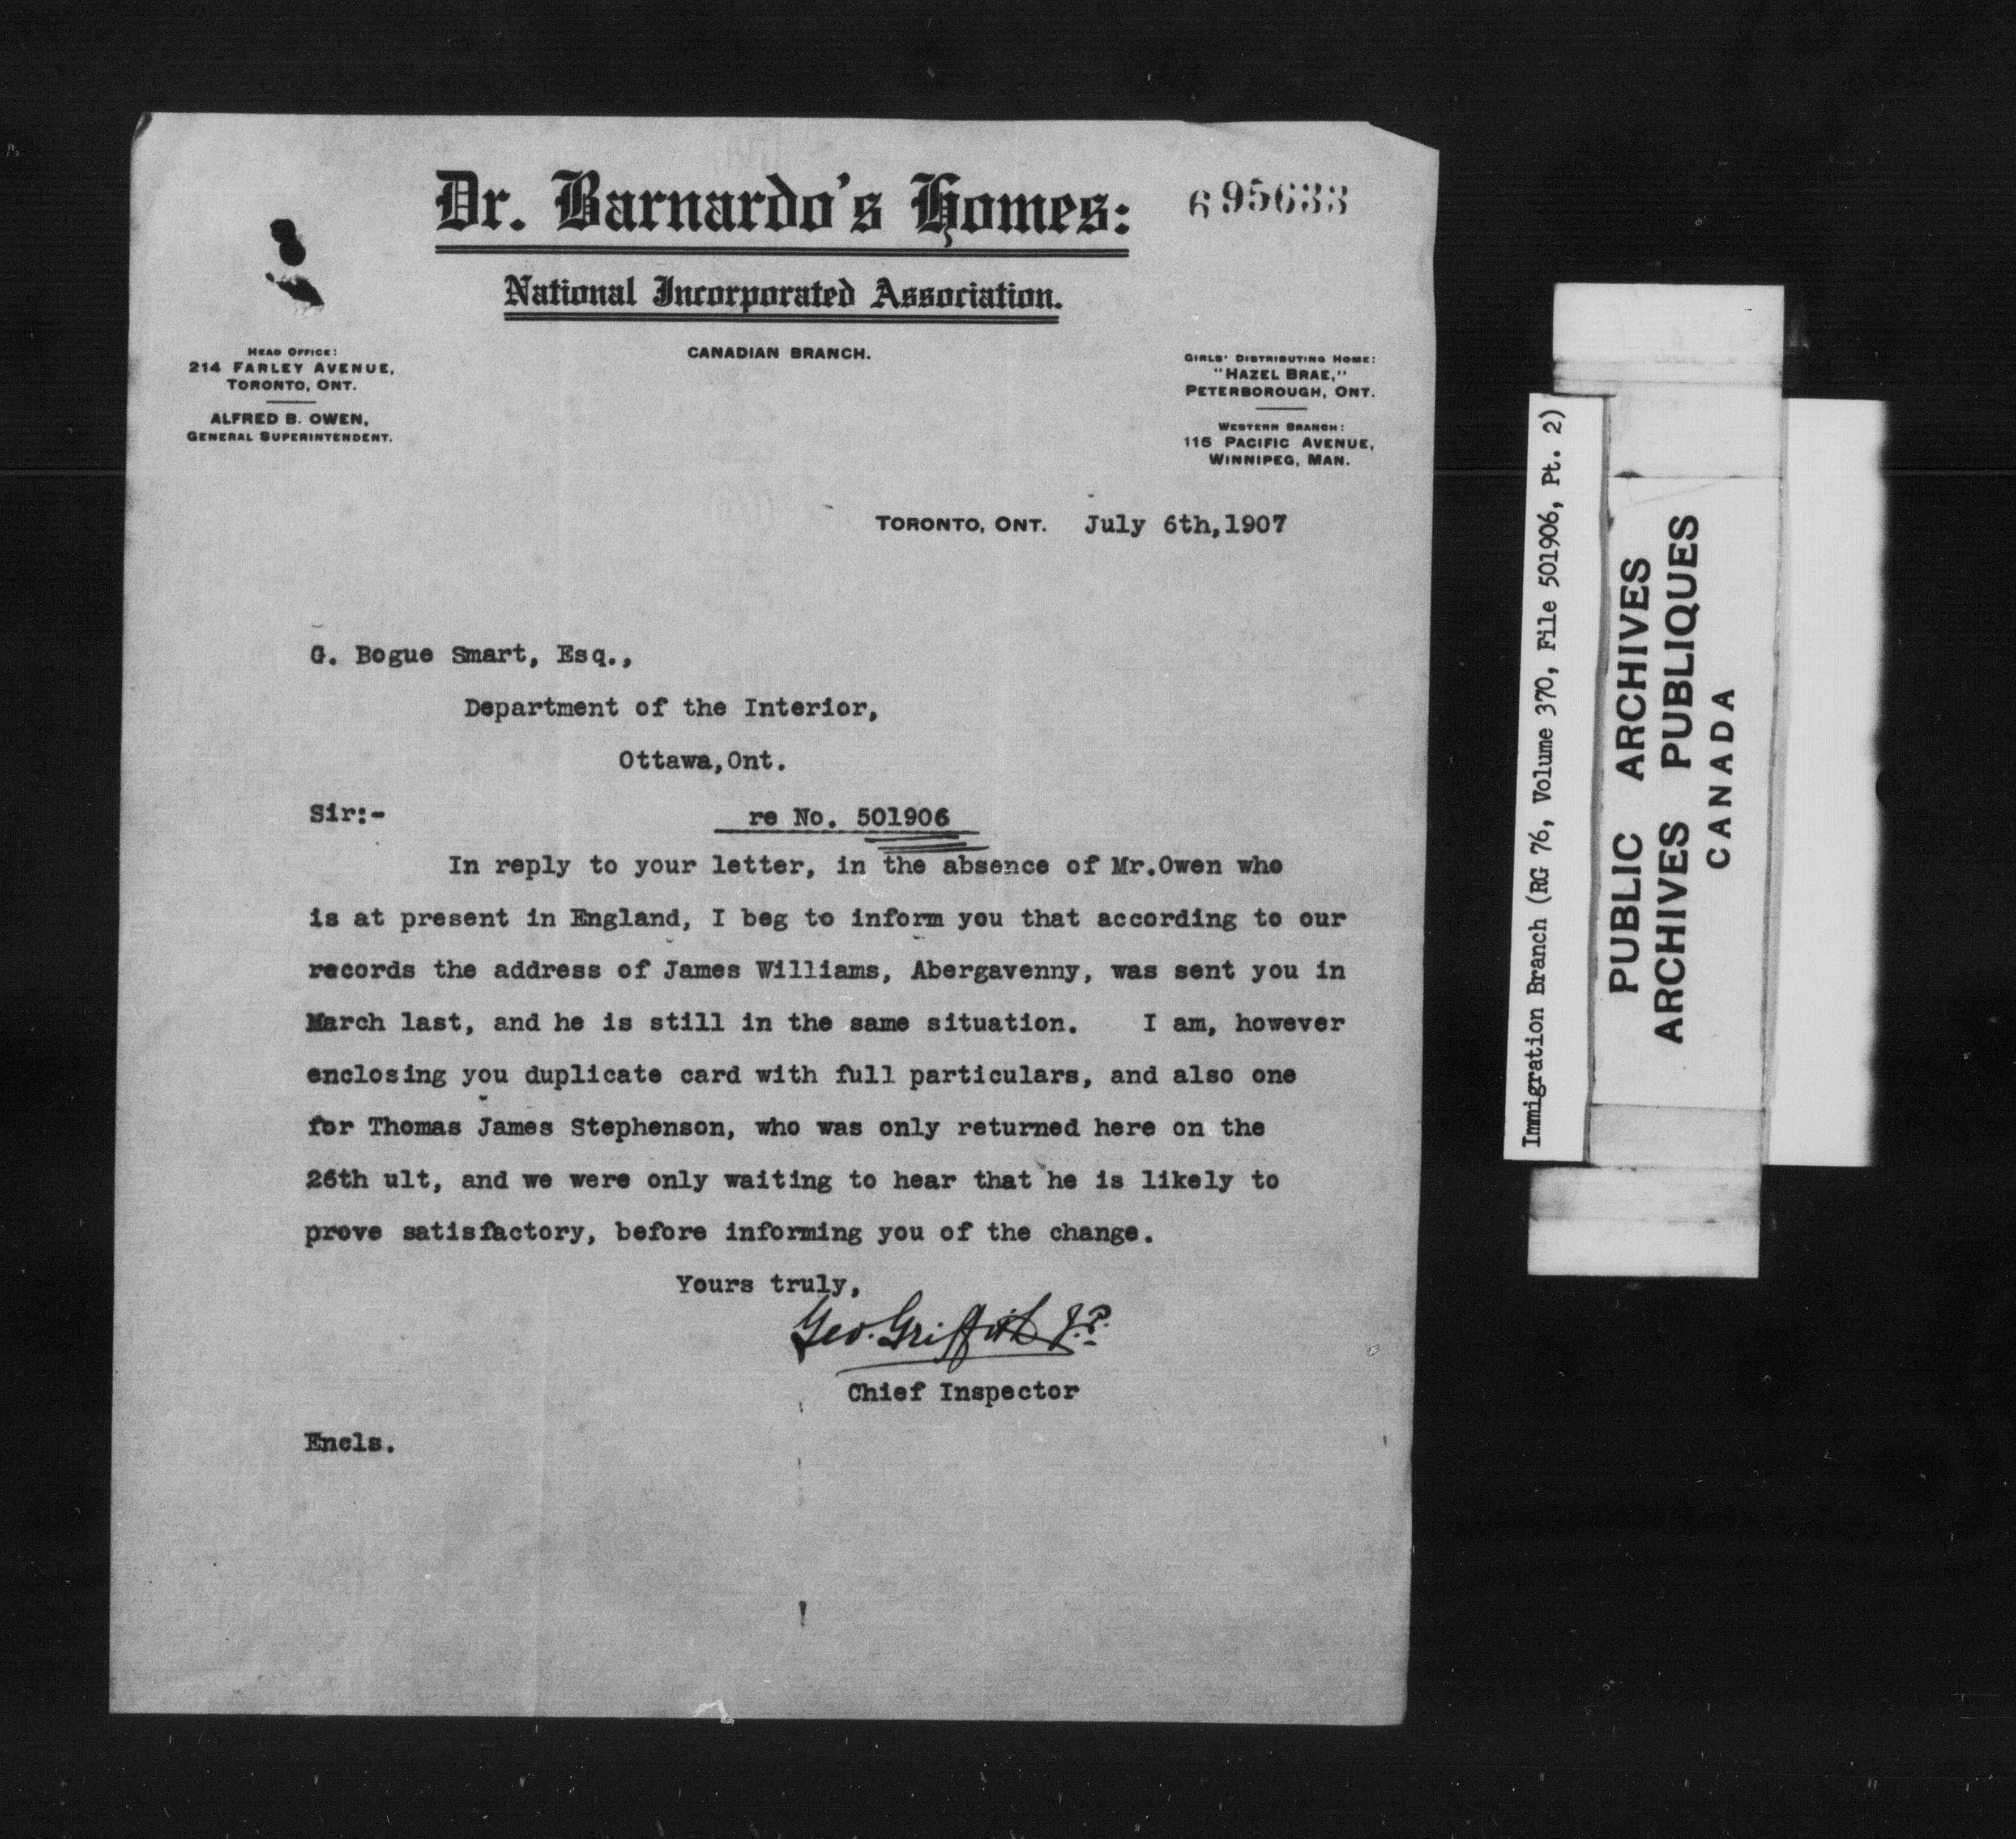 Dr. Barnardo's Homes:
695633
National Incorporated Association.
CANADIAN BRANCH.
HEAD OFFICE:
214 FARLEY AVENUE,
TORONTO, ONT.
ALFRED B. OWEN,
GENERAL SUPERINTENDENT.
GIRLS' DISTRIBUTING HOME:
"HAZEL BRAE,"
PETERBOROUGH, ONT.
WESTERN BRANCH:
115 PACIFIC AVENUE,
WINNIPEG, MAN.
TORONTO, ONT. July 6th,1907
G. Bogue Smart, Esq.,
Department of the Interior,
Ottawa,Ont.
Sir:- re No. 501906
In reply to your letter, in the absence of Mr.Owen who
is at present in England, I beg to inform you that according to our
records the address of James Williams, Abergavenny, was sent you in
March last, and he is still in the same situation. I am, however
enclosing you duplicate card with full particulars, and also one
for Thomas James Stephenson, who was only returned here on the
26th ult, and we were only waiting to hear that he is likely to
prove satisfactory, before informing you of the change.
Yours truly,
Geo. Griffith
Chief Inspector
Encls.
Immigration Branch (RG 76, Volume 370, File 501906, Pt. 2)
PUBLIC ARCHIVES
ARCHIVES PUBLIQUES
CANADA